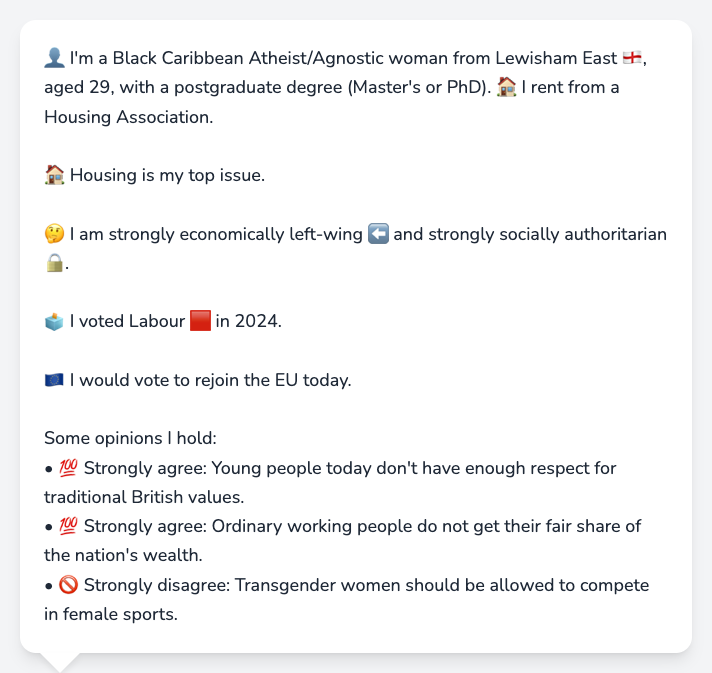 👤 I'm a Black Caribbean Atheist/Agnostic woman from Lewisham East 🏴󠁧󠁢󠁥󠁮󠁧󠁿,
aged 29, with a postgraduate degree (Master's or PhD). 🏠 I rent from a
Housing Association.
🏠 Housing is my top issue.
🤔 I am strongly economically left-wing ⬅️ and strongly socially authoritarian
🔒.
🗳️ I voted Labour 🟥 in 2024.
🇪🇺 I would vote to rejoin the EU today.
Some opinions I hold:
• 💯 Strongly agree: Young people today don't have enough respect for
traditional British values.
• 💯 Strongly agree: Ordinary working people do not get their fair share of
the nation's wealth.
• 🚫 Strongly disagree: Transgender women should be allowed to compete
in female sports.